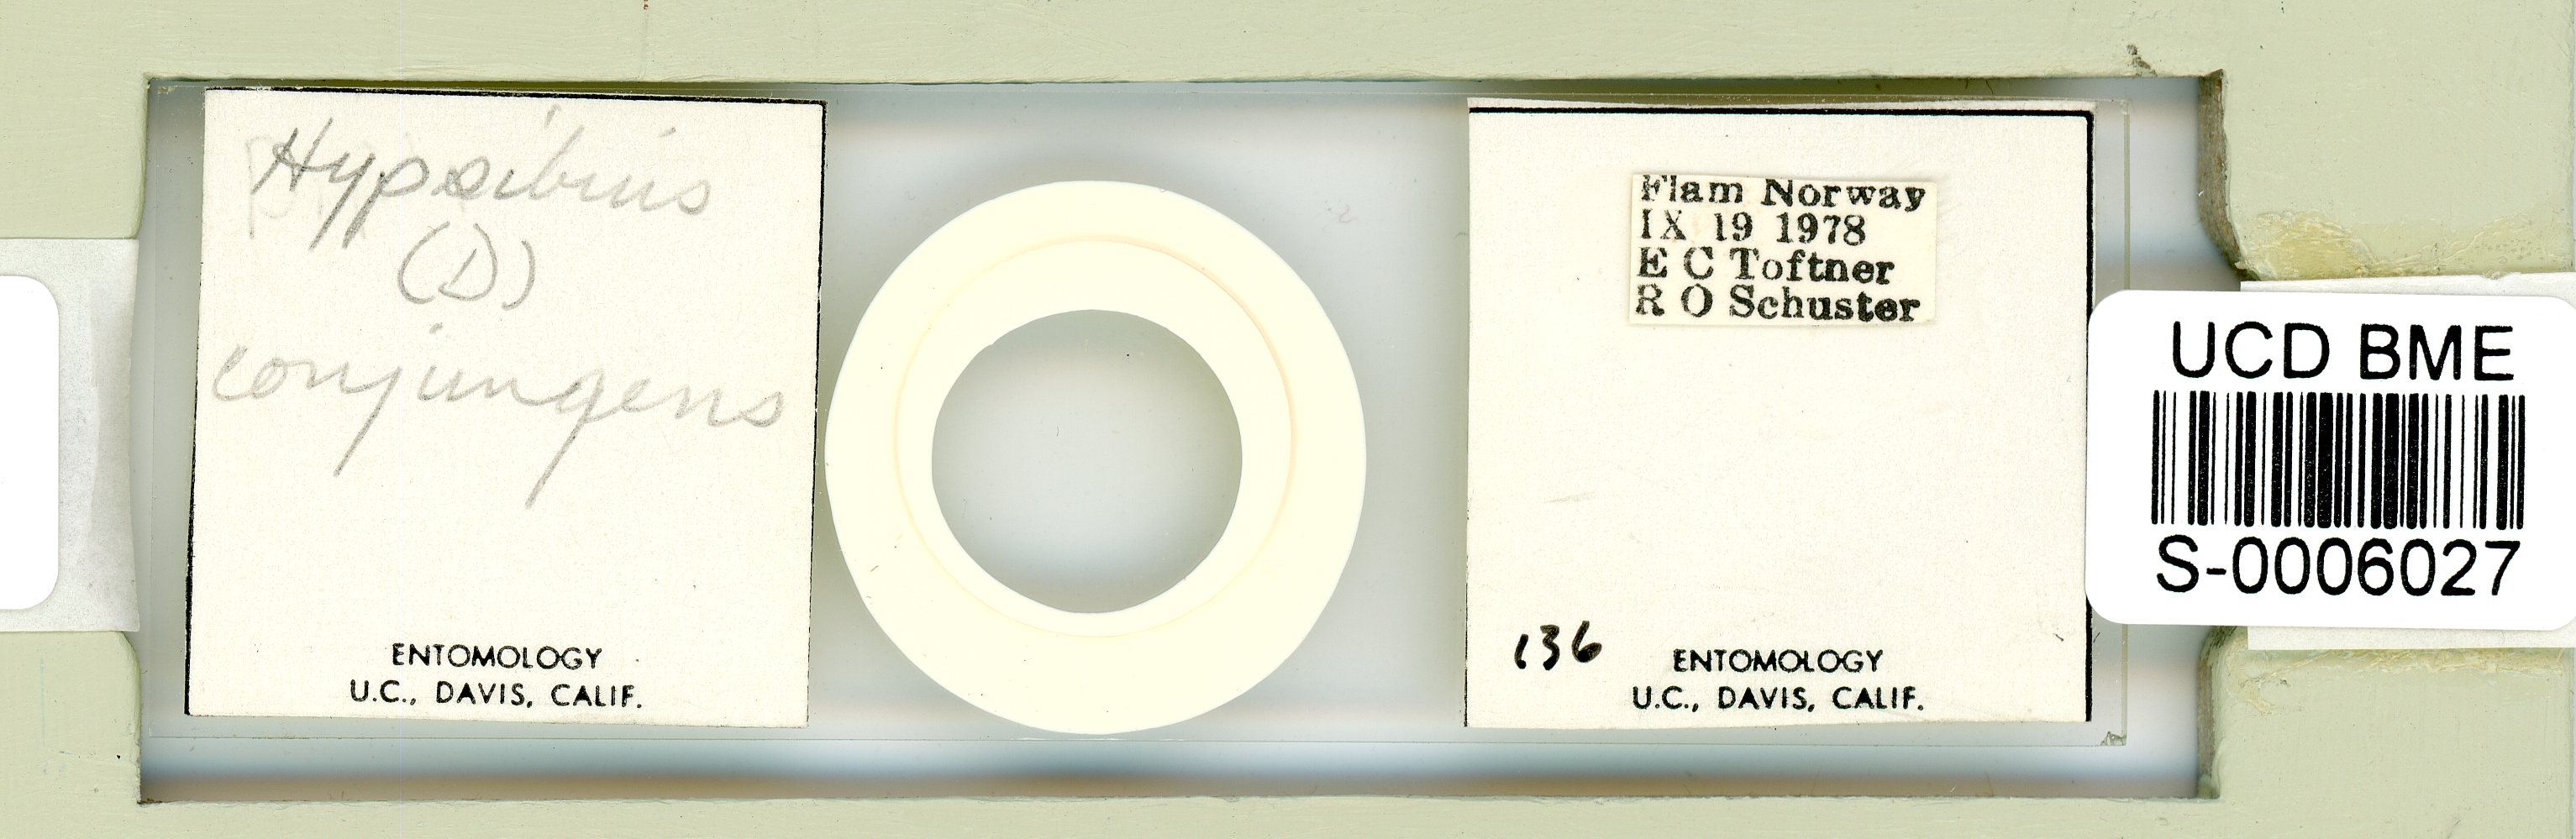 Hypsibius
(D)
conjungens
ENTOMOLOGY
U.C., DAVIS, CALIF.
Flam Norway
IX 19 1978
E C Toftner
R O Schuster
136
ENTOMOLOGY
U.C., DAVIS, CALIF.
UCD BME
S-0006027